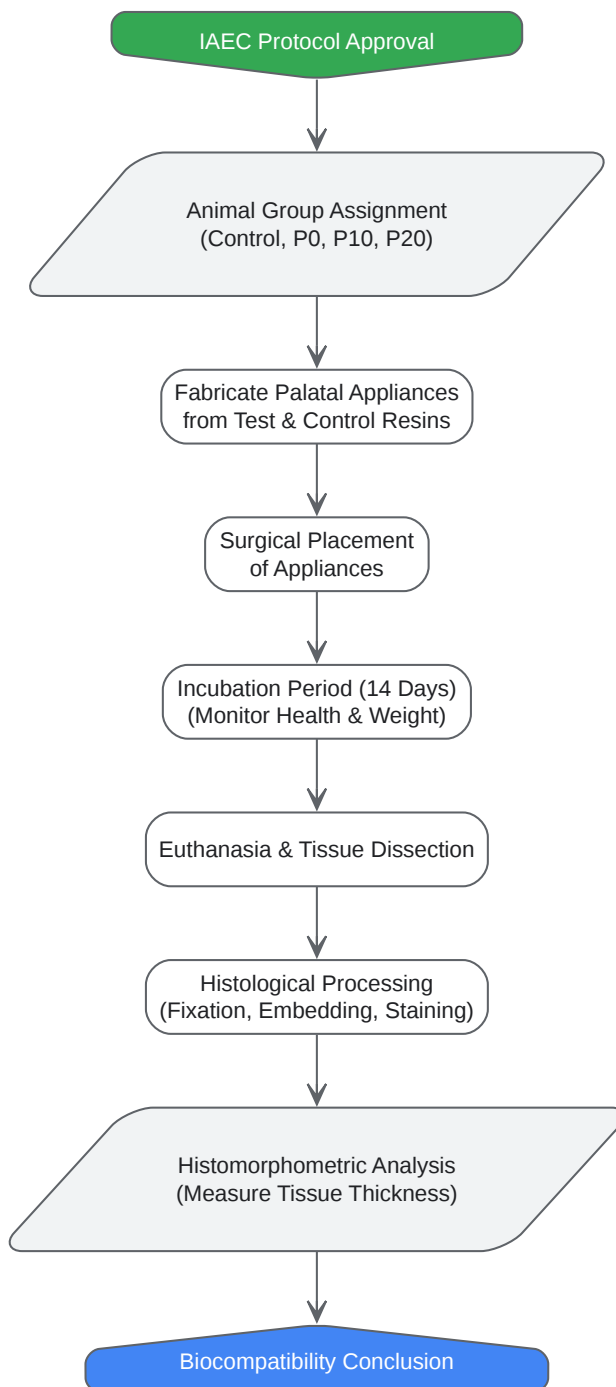 IAEC Protocol Approval
Animal Group Assignment
(Control, P0, P10, P20)
Fabricate Palatal Appliances
from Test & Control Resins
Surgical Placement
of Appliances
Incubation Period (14 Days)
(Monitor Health & Weight)
Euthanasia & Tissue Dissection
Histological Processing
(Fixation, Embedding, Staining)
Histomorphometric Analysis
(Measure Tissue Thickness)
Biocompatibility Conclusion